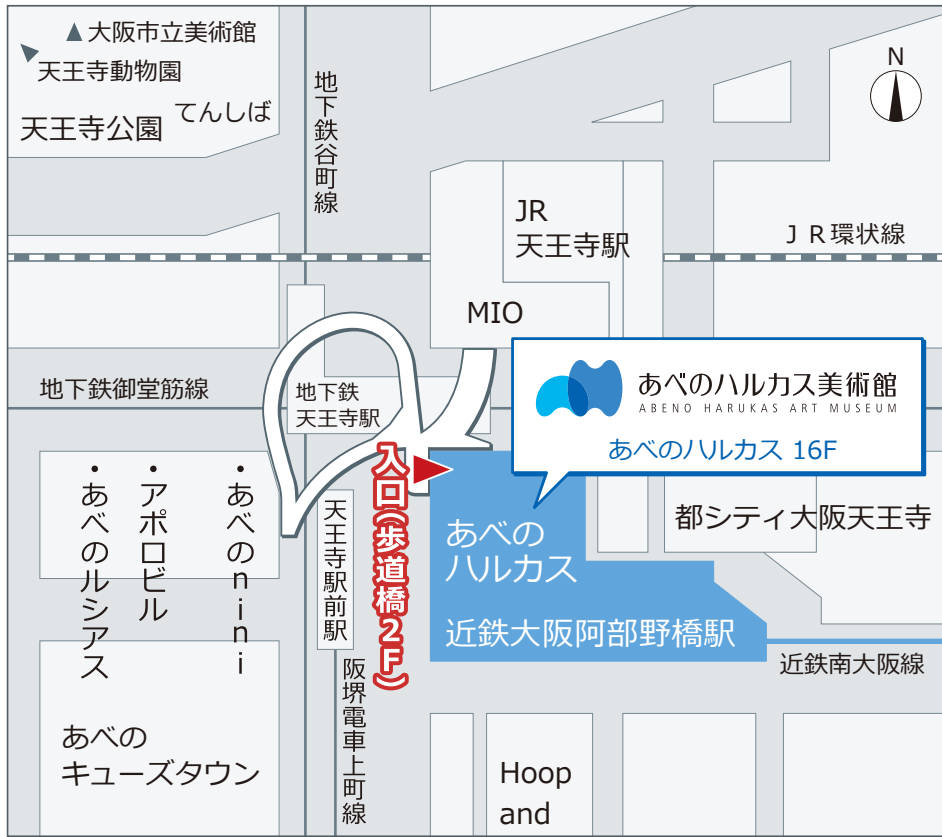 大阪市立美術館
天王寺動物園
てんしば
天王寺公園
地下鉄谷町線
N
JR
天王寺駅
ＪＲ環状線
MIO
地下鉄御堂筋線
地下鉄
天王寺駅
あべのハルカス美術館
ABENO HARUKAS ART MUSEUM
あべのハルカス 16F
入口(歩道橋2F)
・あべのnini
・アポロビル
・あべのルシアス
天王寺駅前駅
あべの
ハルカス
近鉄大阪阿部野橋駅
都シティ大阪天王寺
近鉄南大阪線
阪堺電車上町線
あべの
キューズタウン
Hoop
and